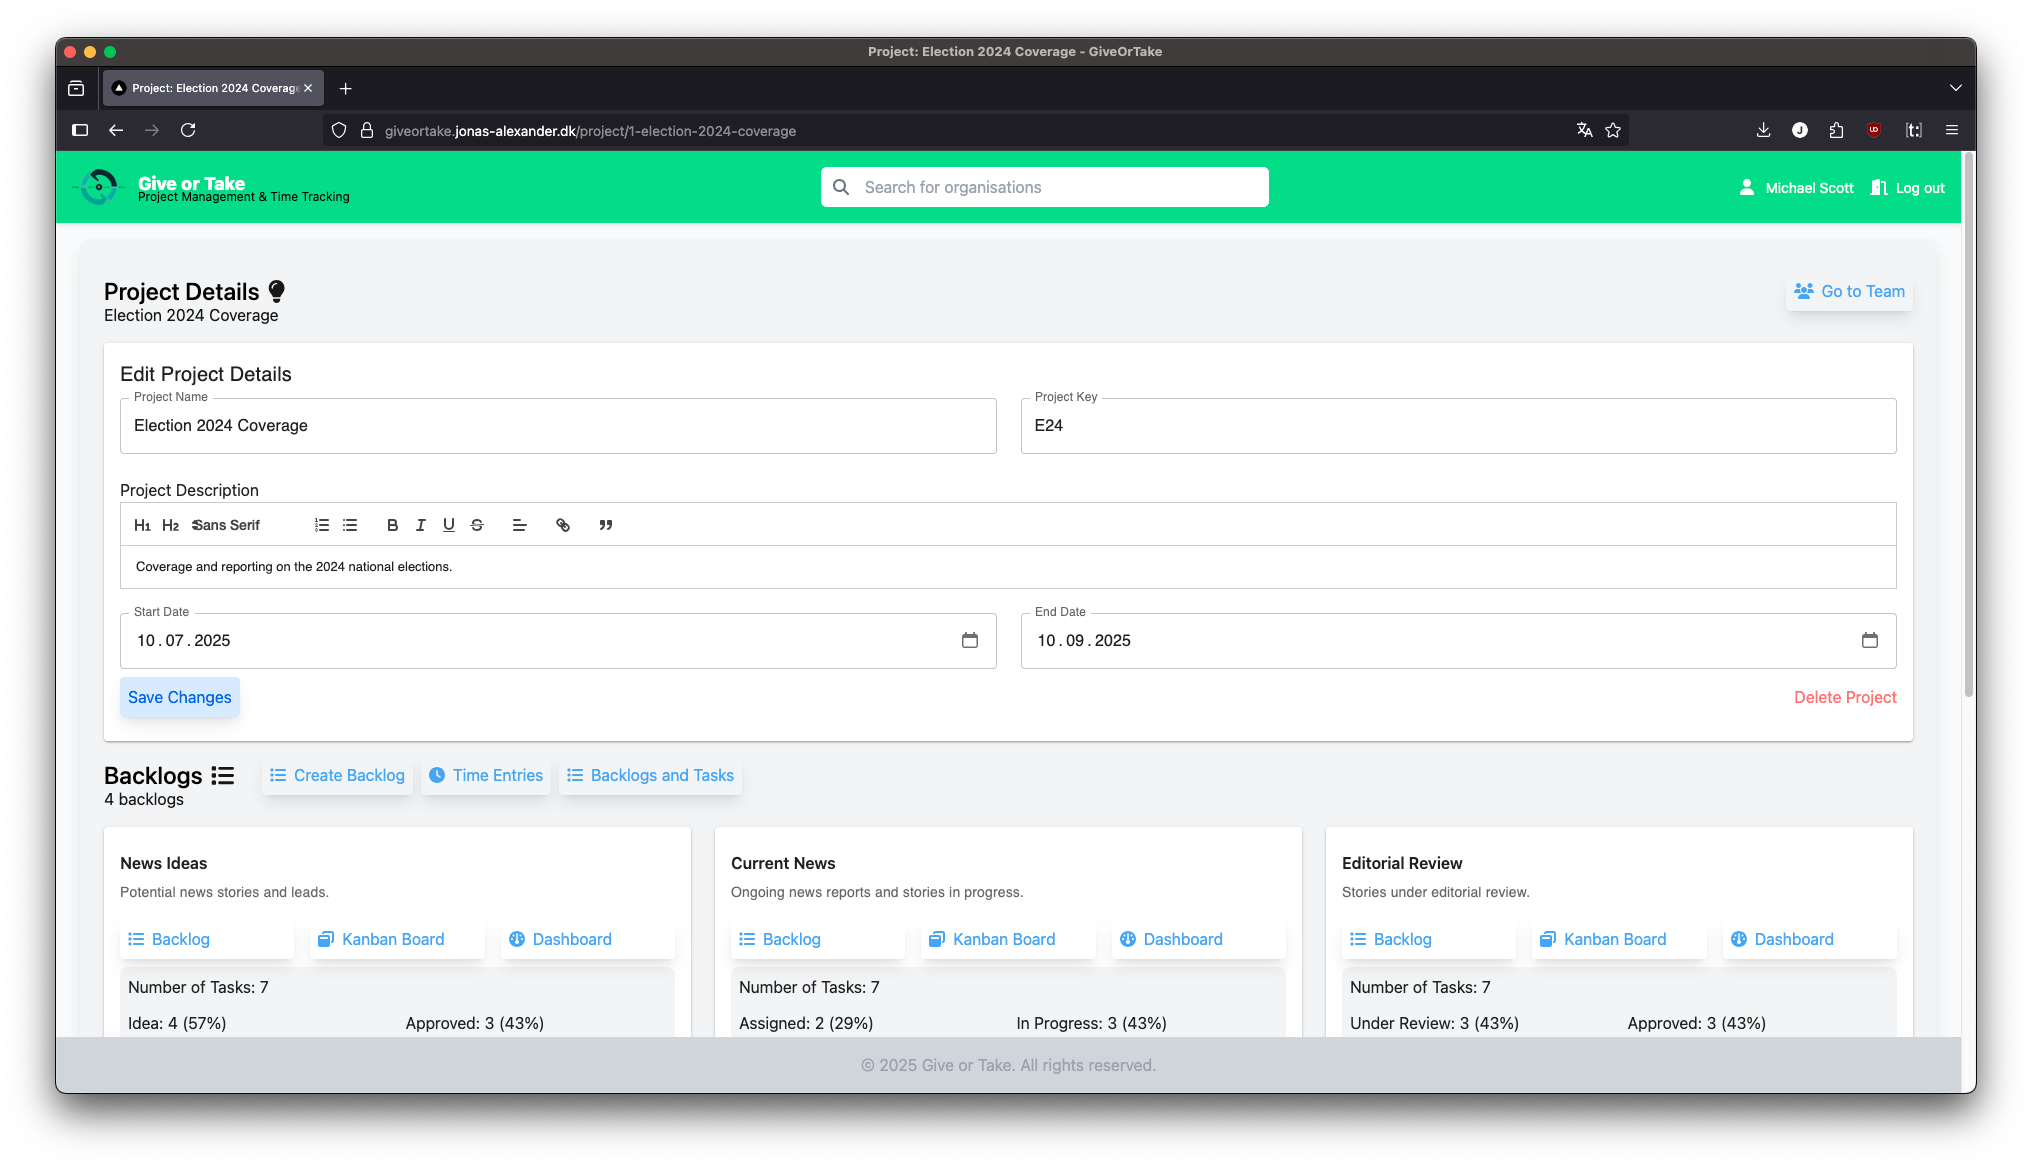 Project: Election 2024 Coverage - GiveOrTake
Project: Election 2024 Coverage
giveortake.jonas-alexander.dk/project/1-election-2024-coverage
Give or Take
Project Management & Time Tracking
Search for organisations
Michael Scott
Log out
Project Details
Election 2024 Coverage
Go to Team
Edit Project Details
Project Name
Election 2024 Coverage
Project Key
E24
Project Description
H1 H2 Sans Serif B I U S
Coverage and reporting on the 2024 national elections.
Start Date
10.07.2025
End Date
10.09.2025
Save Changes
Delete Project
Backlogs
4 backlogs
Create Backlog
Time Entries
Backlogs and Tasks
News Ideas
Potential news stories and leads.
Backlog
Kanban Board
Dashboard
Number of Tasks: 7
Idea: 4 (57%)
Approved: 3 (43%)
Current News
Ongoing news reports and stories in progress.
Backlog
Kanban Board
Dashboard
Number of Tasks: 7
Assigned: 2 (29%)
In Progress: 3 (43%)
Editorial Review
Stories under editorial review.
Backlog
Kanban Board
Dashboard
Number of Tasks: 7
Under Review: 3 (43%)
Approved: 3 (43%)
© 2025 Give or Take. All rights reserved.